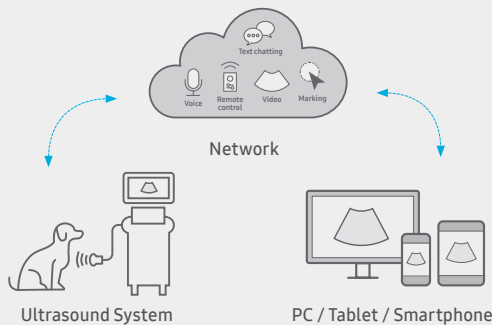 Text chatting
Voice
Remote
control
Video
Marking
Network
Ultrasound System
PC / Tablet / Smartphone